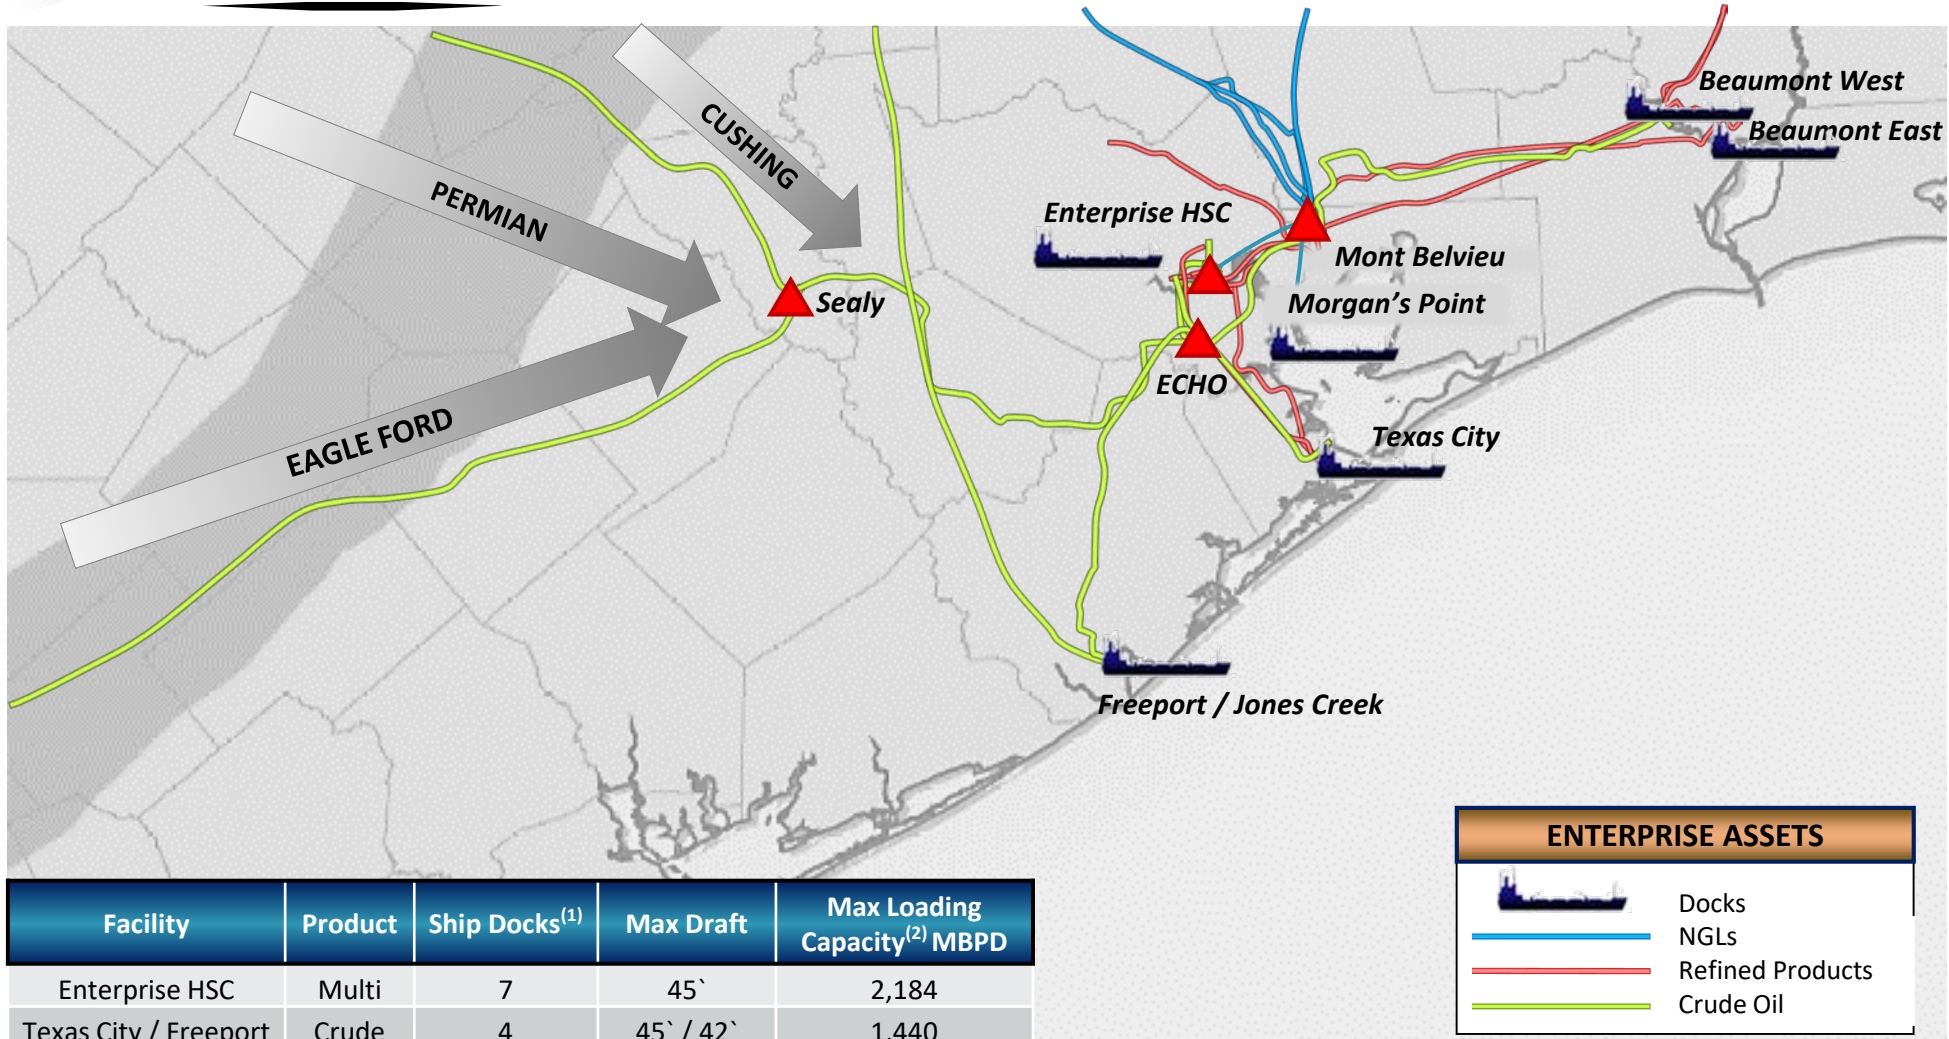 Beaumont West
CUSHING
Beaumont East
PERMIAN
Enterprise HSC
Mont Belvieu
Sealy
Morgan’s Point
ECHO
EAGLE FORD
Texas City
Freeport / Jones Creek
ENTERPRISE ASSETS
Docks
NGLs
Refined Products
Crude Oil
Facility Product Ship Docks(1) Max Draft Max Loading
Capacity(2) MBPD
Enterprise HSC Multi 7 45` 2,184
Texas City / Freeport Crude 4 45` / 42` 1,440